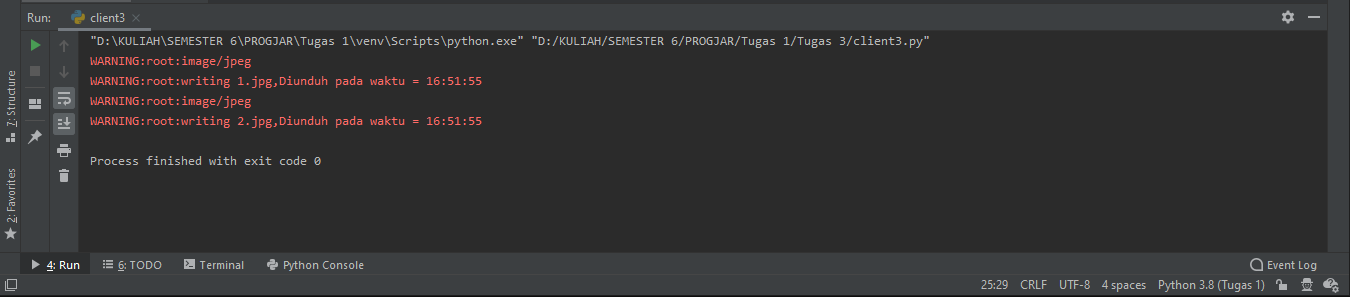 Run: client3
"D:\KULIAH\SEMESTER 6\PROGJAR\Tugas 1\venv\Scripts\python.exe" "D:/KULIAH/SEMESTER 6/PROGJAR/Tugas 1/Tugas 3/client3.py"
WARNING:root:image/jpeg
WARNING:root:writing 1.jpg,Diunduh pada waktu = 16:51:55
WARNING:root:image/jpeg
WARNING:root:writing 2.jpg,Diunduh pada waktu = 16:51:55
Process finished with exit code 0
7: Structure
2: Favorites
4: Run 6: TODO Terminal Python Console Event Log
25:29 CRLF UTF-8 4 spaces Python 3.8 (Tugas 1)